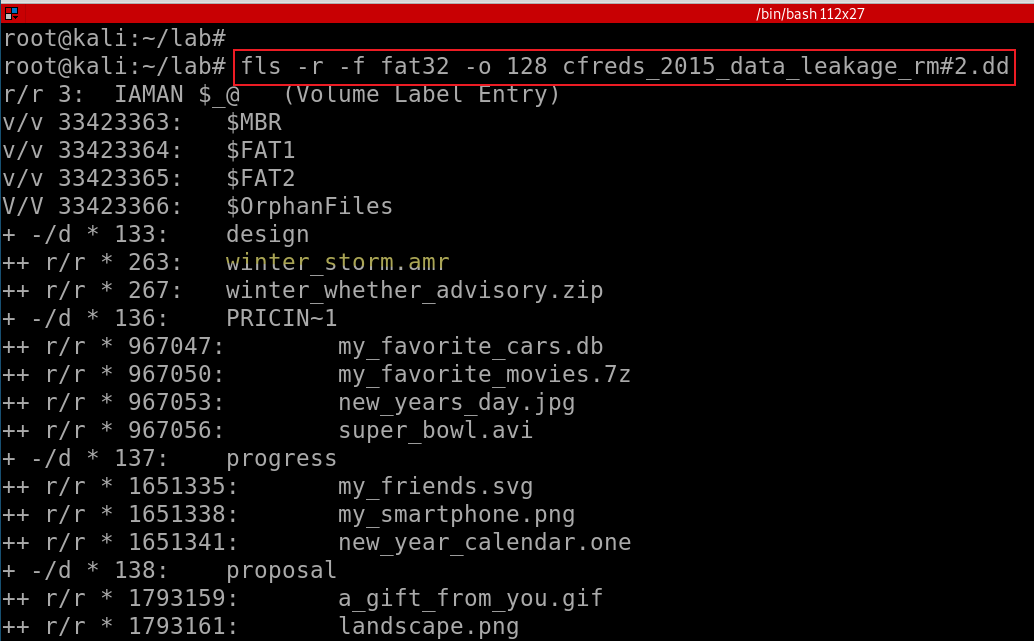 /bin/bash 112x27
root@kali:~/lab#
root@kali:~/lab# fls -r -f fat32 -o 128 cfreds_2015_data_leakage_rm#2.dd
r/r 3:  IAMAN $_@   (Volume Label Entry)
v/v 33423363:   $MBR
v/v 33423364:   $FAT1
v/v 33423365:   $FAT2
V/V 33423366:   $OrphanFiles
+ -/d * 133:    design
++ r/r * 263:   winter_storm.amr
++ r/r * 267:   winter_whether_advisory.zip
+ -/d * 136:    PRICIN~1
++ r/r * 967047:        my_favorite_cars.db
++ r/r * 967050:        my_favorite_movies.7z
++ r/r * 967053:        new_years_day.jpg
++ r/r * 967056:        super_bowl.avi
+ -/d * 137:    progress
++ r/r * 1651335:       my_friends.svg
++ r/r * 1651338:       my_smartphone.png
++ r/r * 1651341:       new_year_calendar.one
+ -/d * 138:    proposal
++ r/r * 1793159:       a_gift_from_you.gif
++ r/r * 1793161:       landscape.png